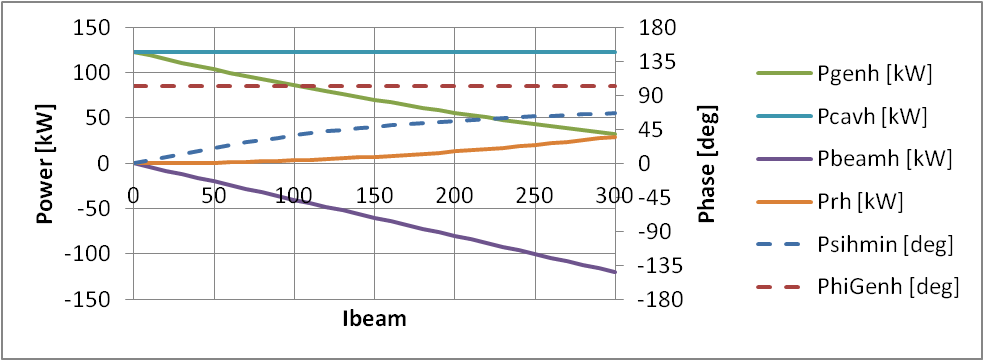 150
100
50
0
-50
-100
-150
Power [kW]
0 50 100 150 200 250 300
Ibeam
180
135
90
45
0
-45
-90
-135
-180
Phase [deg]
Pgenh [kW]
Pcavh [kW]
Pbeamh [kW]
Prh [kW]
Psihmin [deg]
PhiGenh [deg]